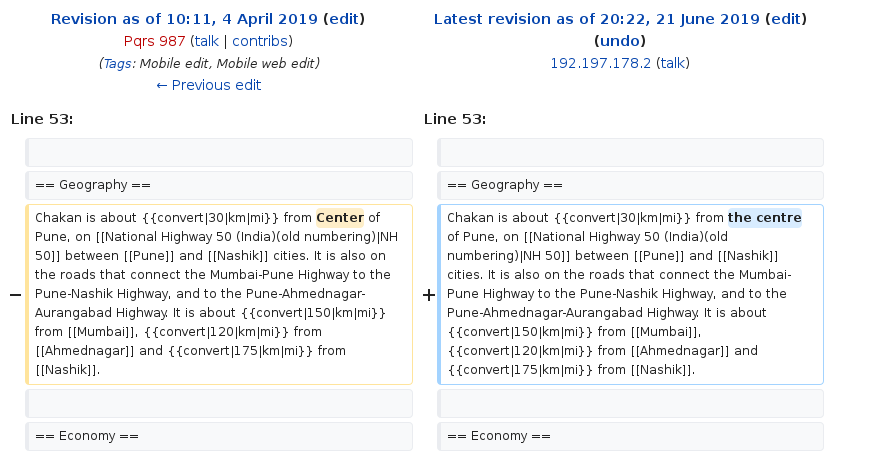 Revision as of 10:11, 4 April 2019 (edit)
Pqrs 987 (talk | contribs)
(Tags: Mobile edit, Mobile web edit)
← Previous edit
Latest revision as of 20:22, 21 June 2019 (edit)
(undo)
192.197.178.2 (talk)
Line 53:
Line 53:
== Geography ==
== Geography ==
−
Chakan is about {{convert|30|km|mi}} from Center of
Pune, on [[National Highway 50 (India)(old numbering)|NH
50]] between [[Pune]] and [[Nashik]] cities. It is also on
the roads that connect the Mumbai-Pune Highway to the
Pune-Nashik Highway, and to the Pune-Ahmednagar-
Aurangabad Highway. It is about {{convert|150|km|mi}}
from [[Mumbai]], {{convert|120|km|mi}} from
[[Ahmednagar]] and {{convert|175|km|mi}} from
[[Nashik]].
+
Chakan is about {{convert|30|km|mi}} from the centre
of Pune, on [[National Highway 50 (India)(old
numbering)|NH 50]] between [[Pune]] and [[Nashik]]
cities. It is also on the roads that connect the Mumbai-
Pune Highway to the Pune-Nashik Highway, and to the
Pune-Ahmednagar-Aurangabad Highway. It is about
{{convert|150|km|mi}} from [[Mumbai]],
{{convert|120|km|mi}} from [[Ahmednagar]] and
{{convert|175|km|mi}} from [[Nashik]].
== Economy ==
== Economy ==